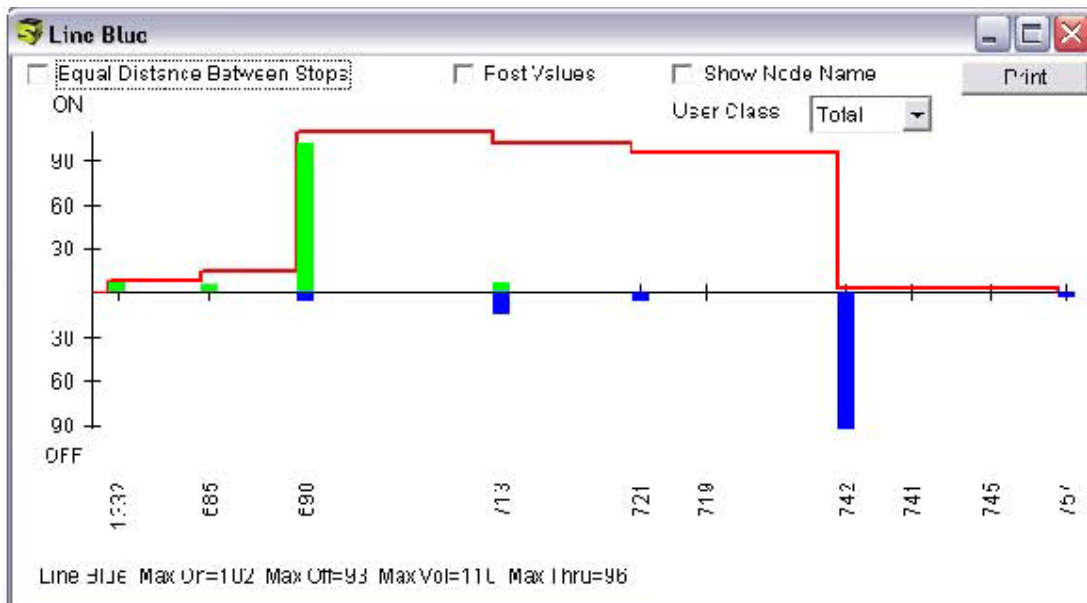 Line Blue
Equal Distance Between Stops
Post Values
Show Node Name
Print
ON
User Class
Total
90
60
30
30
60
90
OFF
685
690
713
721
719
742
741
745
757
Line Blue Max On=102 Max Off=93 Max Vol=110 Max Thru=96